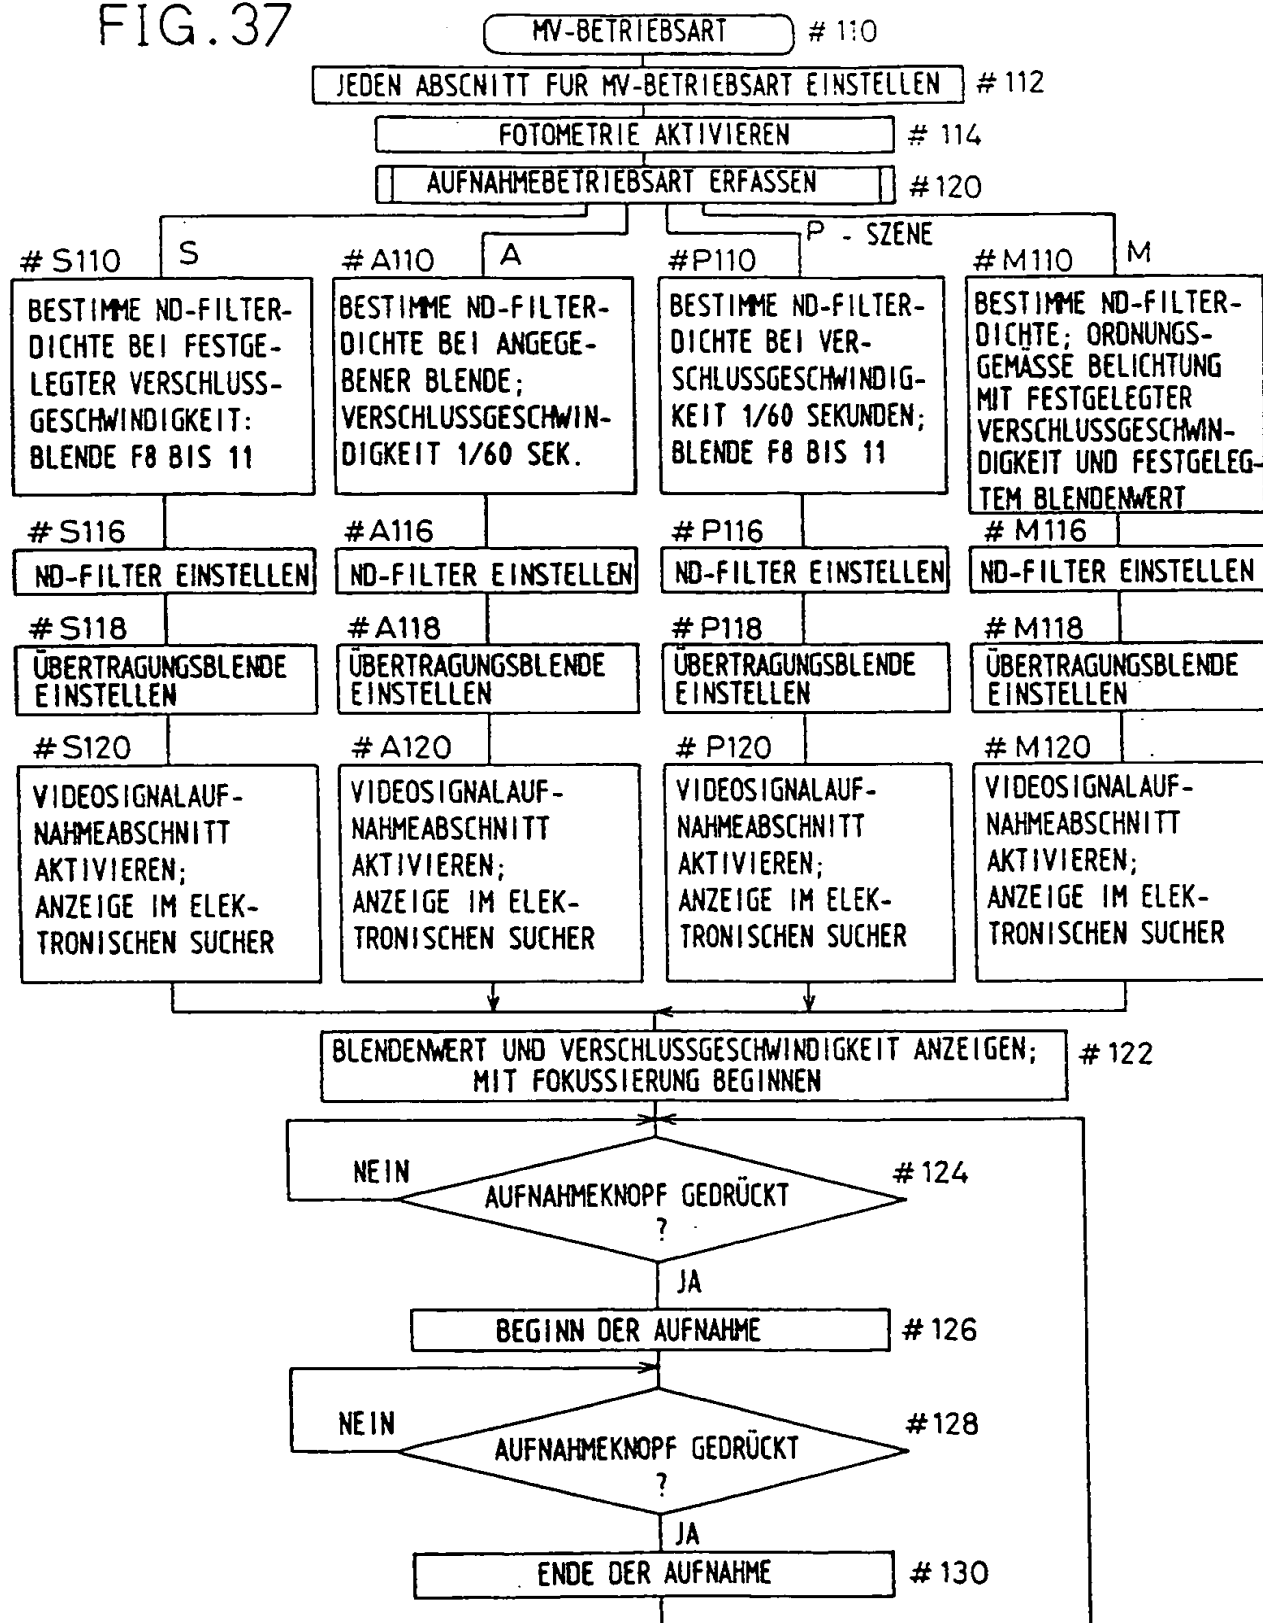 FIG. 37
MV-BETRIEBSART
# 110
JEDEN ABSCNITT FUR MV-BETRIEBSART EINSTELLEN
# 112
FOTOMETRIE AKTIVIEREN
# 114
AUFNAHMEBETRIEBSART ERFASSEN
#120
S
A
P - SZENE
M
#S110
BESTIMME ND-FILTER-
DICHTE BEI FESTGE-
LEGTER VERSCHLUSS-
GESCHWINDIGKEIT:
BLENDE F8 BIS 11
#A110
BESTIMME ND-FILTER-
DICHTE BEI ANGEGE-
BENER BLENDE;
VERSCHLUSSGESCHWIN-
DIGKEIT 1/60 SEK.
#P110
BESTIMME ND-FILTER-
DICHTE BEI VER-
SCHLUSSGESCHWINDIG-
KEIT 1/60 SEKUNDEN;
BLENDE F8 BIS 11
#M110
BESTIMME ND-FILTER-
DICHTE; ORDNUNGS-
GEMÄSSE BELICHTUNG
MIT FESTGELEGTER
VERSCHLUSSGESCHWIN-
DIGKEIT UND FESTGELEG-
TEM BLENDENWERT
#S116
ND-FILTER EINSTELLEN
#A116
ND-FILTER EINSTELLEN
#P116
ND-FILTER EINSTELLEN
#M116
ND-FILTER EINSTELLEN
#S118
ÜBERTRAGUNGSBLENDE
EINSTELLEN
#A118
ÜBERTRAGUNGSBLENDE
EINSTELLEN
#P118
ÜBERTRAGUNGSBLENDE
EINSTELLEN
#M118
ÜBERTRAGUNGSBLENDE
EINSTELLEN
#S120
VIDEOSIGNALAUF-
NAHMEABSCHNITT
AKTIVIEREN;
ANZEIGE IM ELEK-
TRONISCHEN SUCHER
#A120
VIDEOSIGNALAUF-
NAHMEABSCHNITT
AKTIVIEREN;
ANZEIGE IM ELEK-
TRONISCHEN SUCHER
#P120
VIDEOSIGNALAUF-
NAHMEABSCHNITT
AKTIVIEREN;
ANZEIGE IM ELEK-
TRONISCHEN SUCHER
#M120
VIDEOSIGNALAUF-
NAHMEABSCHNITT
AKTIVIEREN;
ANZEIGE IM ELEK-
TRONISCHEN SUCHER
BLENDENWERT UND VERSCHLUSSGESCHWINDIGKEIT ANZEIGEN;
MIT FOKUSSIERUNG BEGINNEN
# 122
NEIN
AUFNAHMEKNOPF GEDRÜCKT
?
#124
JA
BEGINN DER AUFNAHME
#126
NEIN
AUFNAHMEKNOPF GEDRÜCKT
?
#128
JA
ENDE DER AUFNAHME
#130